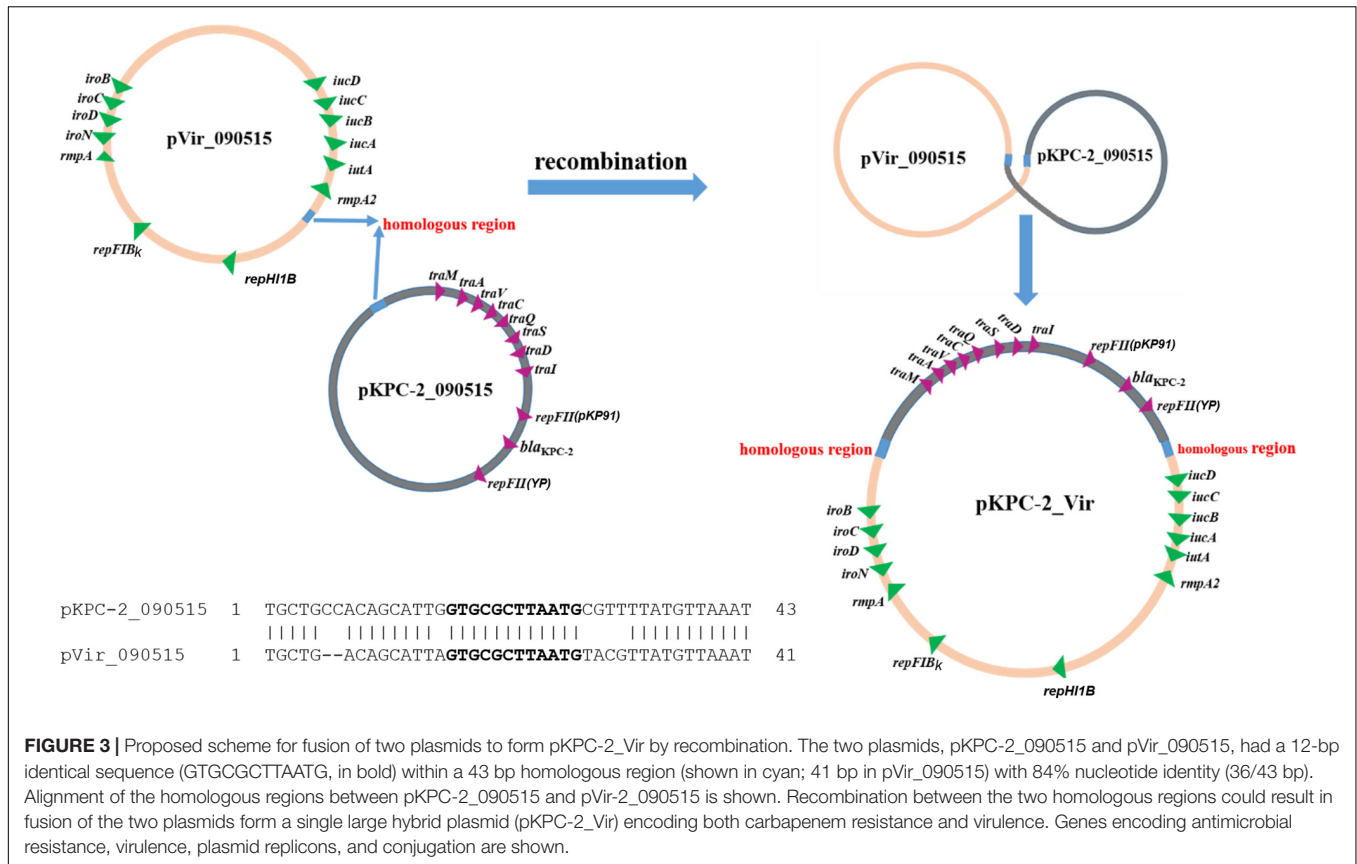 iroB
iroC
iroD
iroN
rmpA
pVir_090515
iucD
iucC
iucB
iucA
iutA
rmpA2
homologous region
repFIBk
repHI1B
recombination
pVir_090515
pKPC-2_090515
traM
traA
traV
traC
traQ
traS
traD
traI
pKPC-2_090515
repFII(pKP91)
blaKPC-2
repFII(YP)
traM
traA
traV
traC
traQ
traS
traD
traI
repFII(pKP91)
blaKPC-2
repFII(YP)
homologous region
homologous region
pKPC-2_Vir
iroB
iroC
iroD
iroN
rmpA
iucD
iucC
iucB
iucA
iutA
rmpA2
repFIBk
repHI1B
pKPC-2_090515 1 TGCTGCCACAGCATTGGTGCGCTTAATGCGTTTTATGTTAAAT 43
||||| |||||||| |||||||||||| |||||||||||
pVir_090515 1 TGCTG--ACAGCATTAGTGCGCTTAATGTACGTTATGTTAAAT 41
FIGURE 3 | Proposed scheme for fusion of two plasmids to form pKPC-2_Vir by recombination. The two plasmids, pKPC-2_090515 and pVir_090515, had a 12-bp
identical sequence (GTGCGCTTAATG, in bold) within a 43 bp homologous region (shown in cyan; 41 bp in pVir_090515) with 84% nucleotide identity (36/43 bp).
Alignment of the homologous regions between pKPC-2_090515 and pVir-2_090515 is shown. Recombination between the two homologous regions could result in
fusion of the two plasmids form a single large hybrid plasmid (pKPC-2_Vir) encoding both carbapenem resistance and virulence. Genes encoding antimicrobial
resistance, virulence, plasmid replicons, and conjugation are shown.